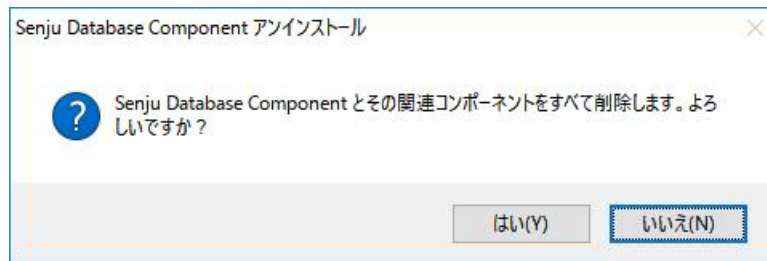 Senju Database Component アンインストール
Senju Database Component とその関連コンポーネントをすべて削除します。よろ
しいですか？
はい(Y)
いいえ(N)